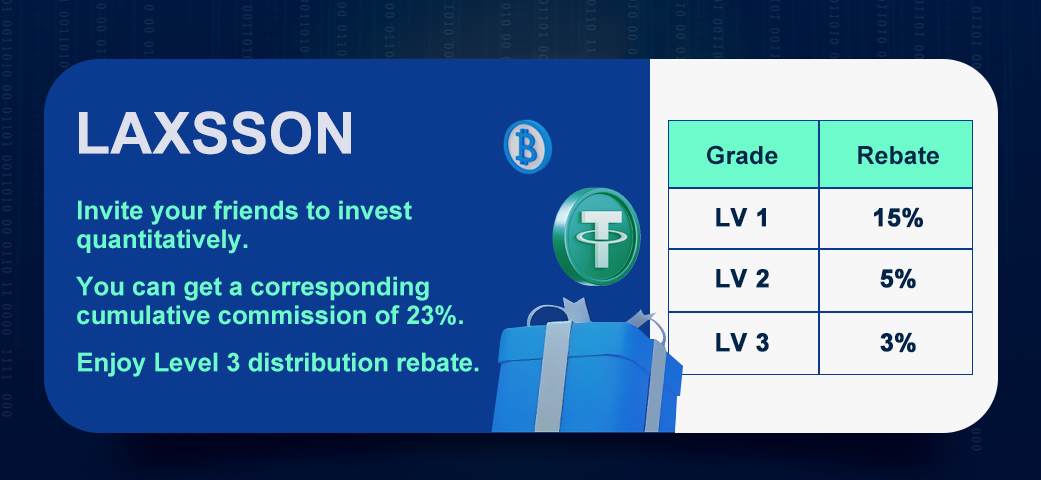 LAXSSON
Invite your friends to invest
quantitatively.
You can get a corresponding
cumulative commission of 23%.
Enjoy Level 3 distribution rebate.
Grade Rebate
LV 1 15%
LV 2 5%
LV 3 3%